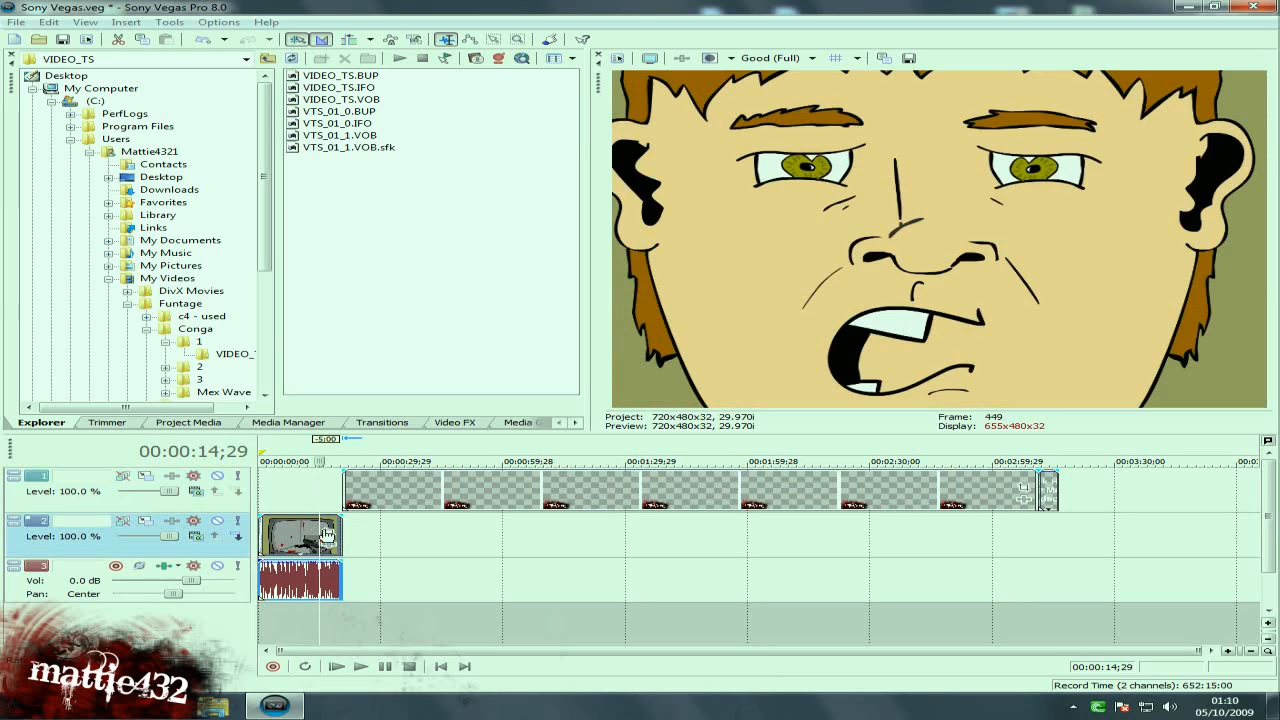 Sony Vegas.veg * - Sony Vegas Pro 8.0
File Edit View Insert Tools Options Help
VIDEO_TS
Good (Full)
Desktop
My Computer
(C:)
PerfLogs
Program Files
Users
Mattie4321
Contacts
Desktop
Downloads
Favorites
Library
Links
My Documents
My Music
My Pictures
My Videos
DivX Movies
Funtage
c4 - used
Conga
1
VIDEO_
2
3
Mex Wave
VIDEO_TS.BUP
VIDEO_TS.IFO
VIDEO_TS.VOB
VTS_01_0.BUP
VTS_01_0.IFO
VTS_01_1.VOB
VTS_01_1.VOB.sfk
Explorer Trimmer Project Media Media Manager Transitions Video FX Media
Project: 720x480x32, 29.970i Frame: 449
Preview: 720x480x32, 29.970i Display: 655x480x32
00:00:14;29
-5:00
00:00:00;00 00:00:29;29 00:00:59;28 00:01:29;29 00:01:59;28 00:02:30;00 00:02:59;29 00:03:30;00
1
Level: 100.0 %
2
Level: 100.0 %
3
Vol: 0.0 dB
Pan: Center
00:00:14;29
Record Time (2 channels): 652:15:00
mattie432
01:10
05/10/2009